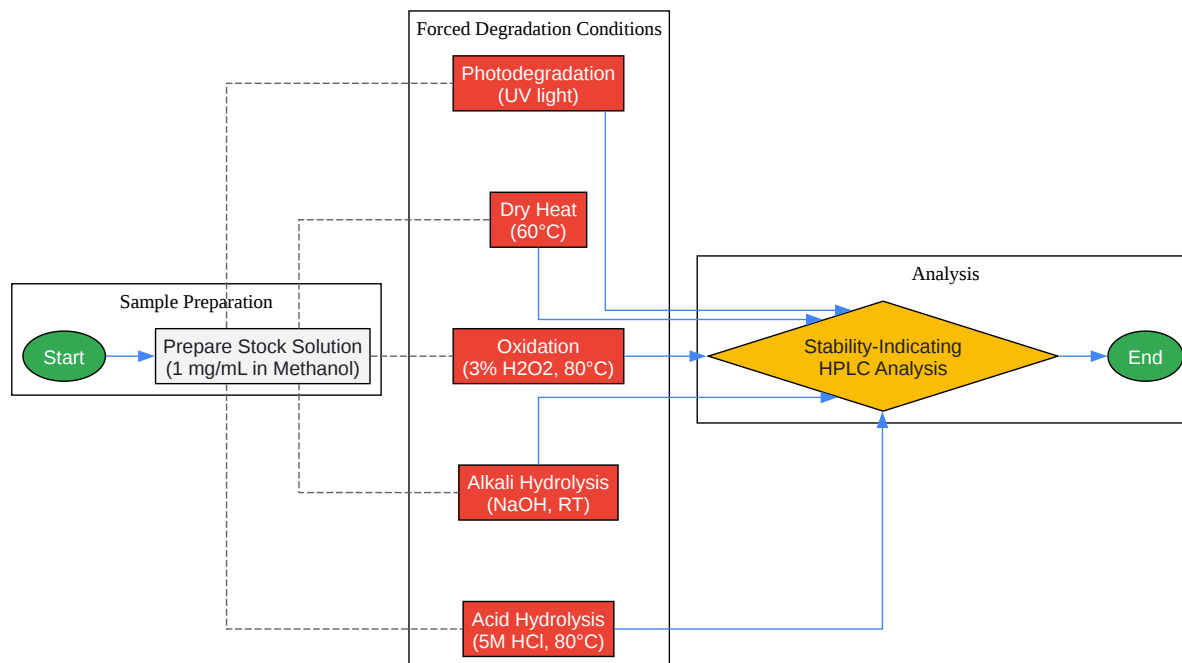 Forced Degradation Conditions
Photodegradation
(UV light)
Dry Heat
(60°C)
Sample Preparation
Start
Prepare Stock Solution
(1 mg/mL in Methanol)
Oxidation
(3% H2O2, 80°C)
Alkali Hydrolysis
(NaOH, RT)
Acid Hydrolysis
(5M HCl, 80°C)
Analysis
Stability-Indicating
HPLC Analysis
End